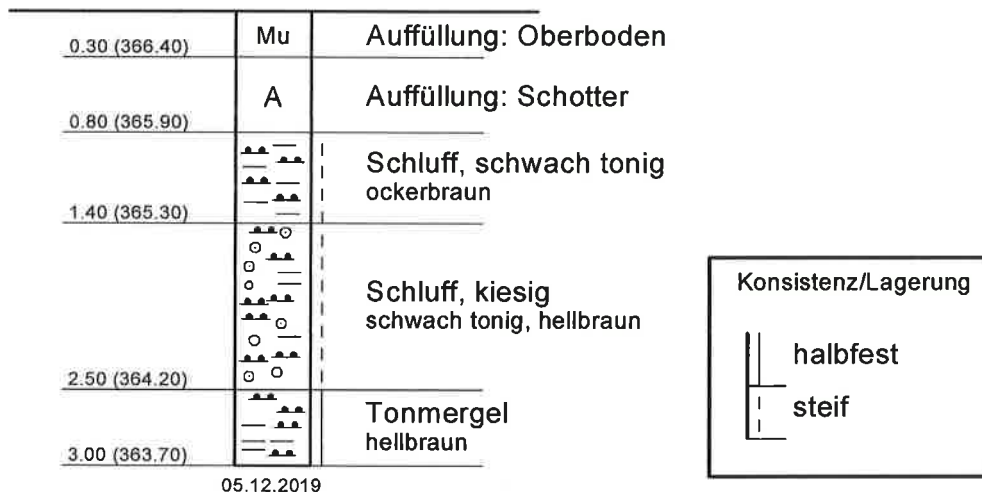 Mu
Auffüllung: Oberboden
0.30 (366.40)
A
Auffüllung: Schotter
0.80 (365.90)
Schluff, schwach tonig
ockerbraun
1.40 (365.30)
Schluff, kiesig
schwach tonig, hellbraun
2.50 (364.20)
Tonmergel
hellbraun
3.00 (363.70)
05.12.2019
Konsistenz/Lagerung
halbfest
steif